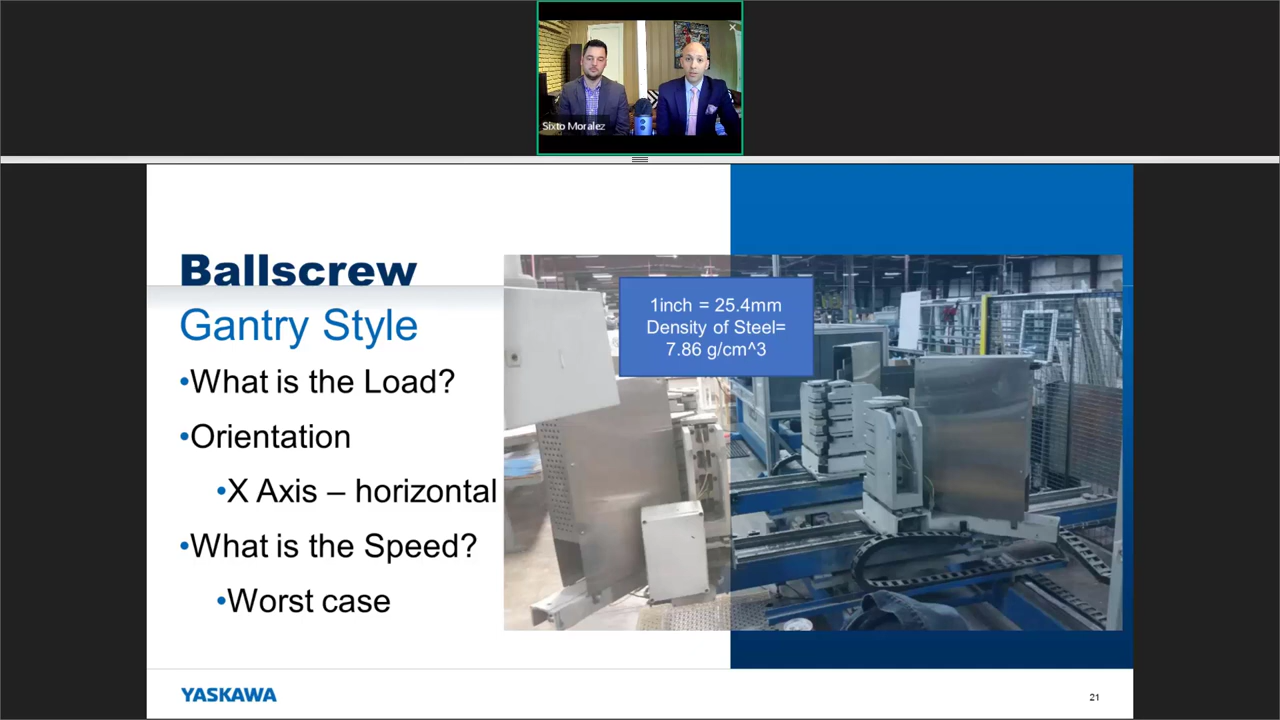 Sixto Moralez
Ballscrew
Gantry Style
•What is the Load?
•Orientation
•X Axis – horizontal
•What is the Speed?
•Worst case
1inch = 25.4mm
Density of Steel=
7.86 g/cm^3
YASKAWA
21